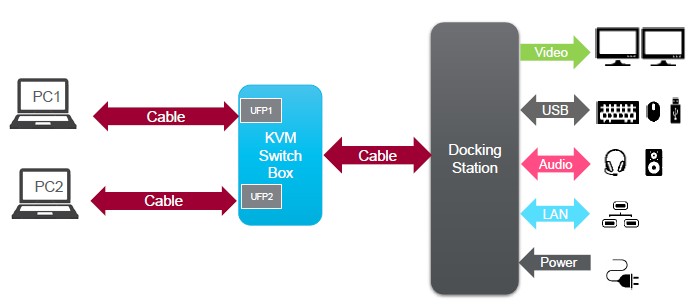 PC1
Cable
UFP1
KVM
Switch
Box
UFP2
PC2
Cable
Cable
Docking
Station
Video
USB
Audio
LAN
Power